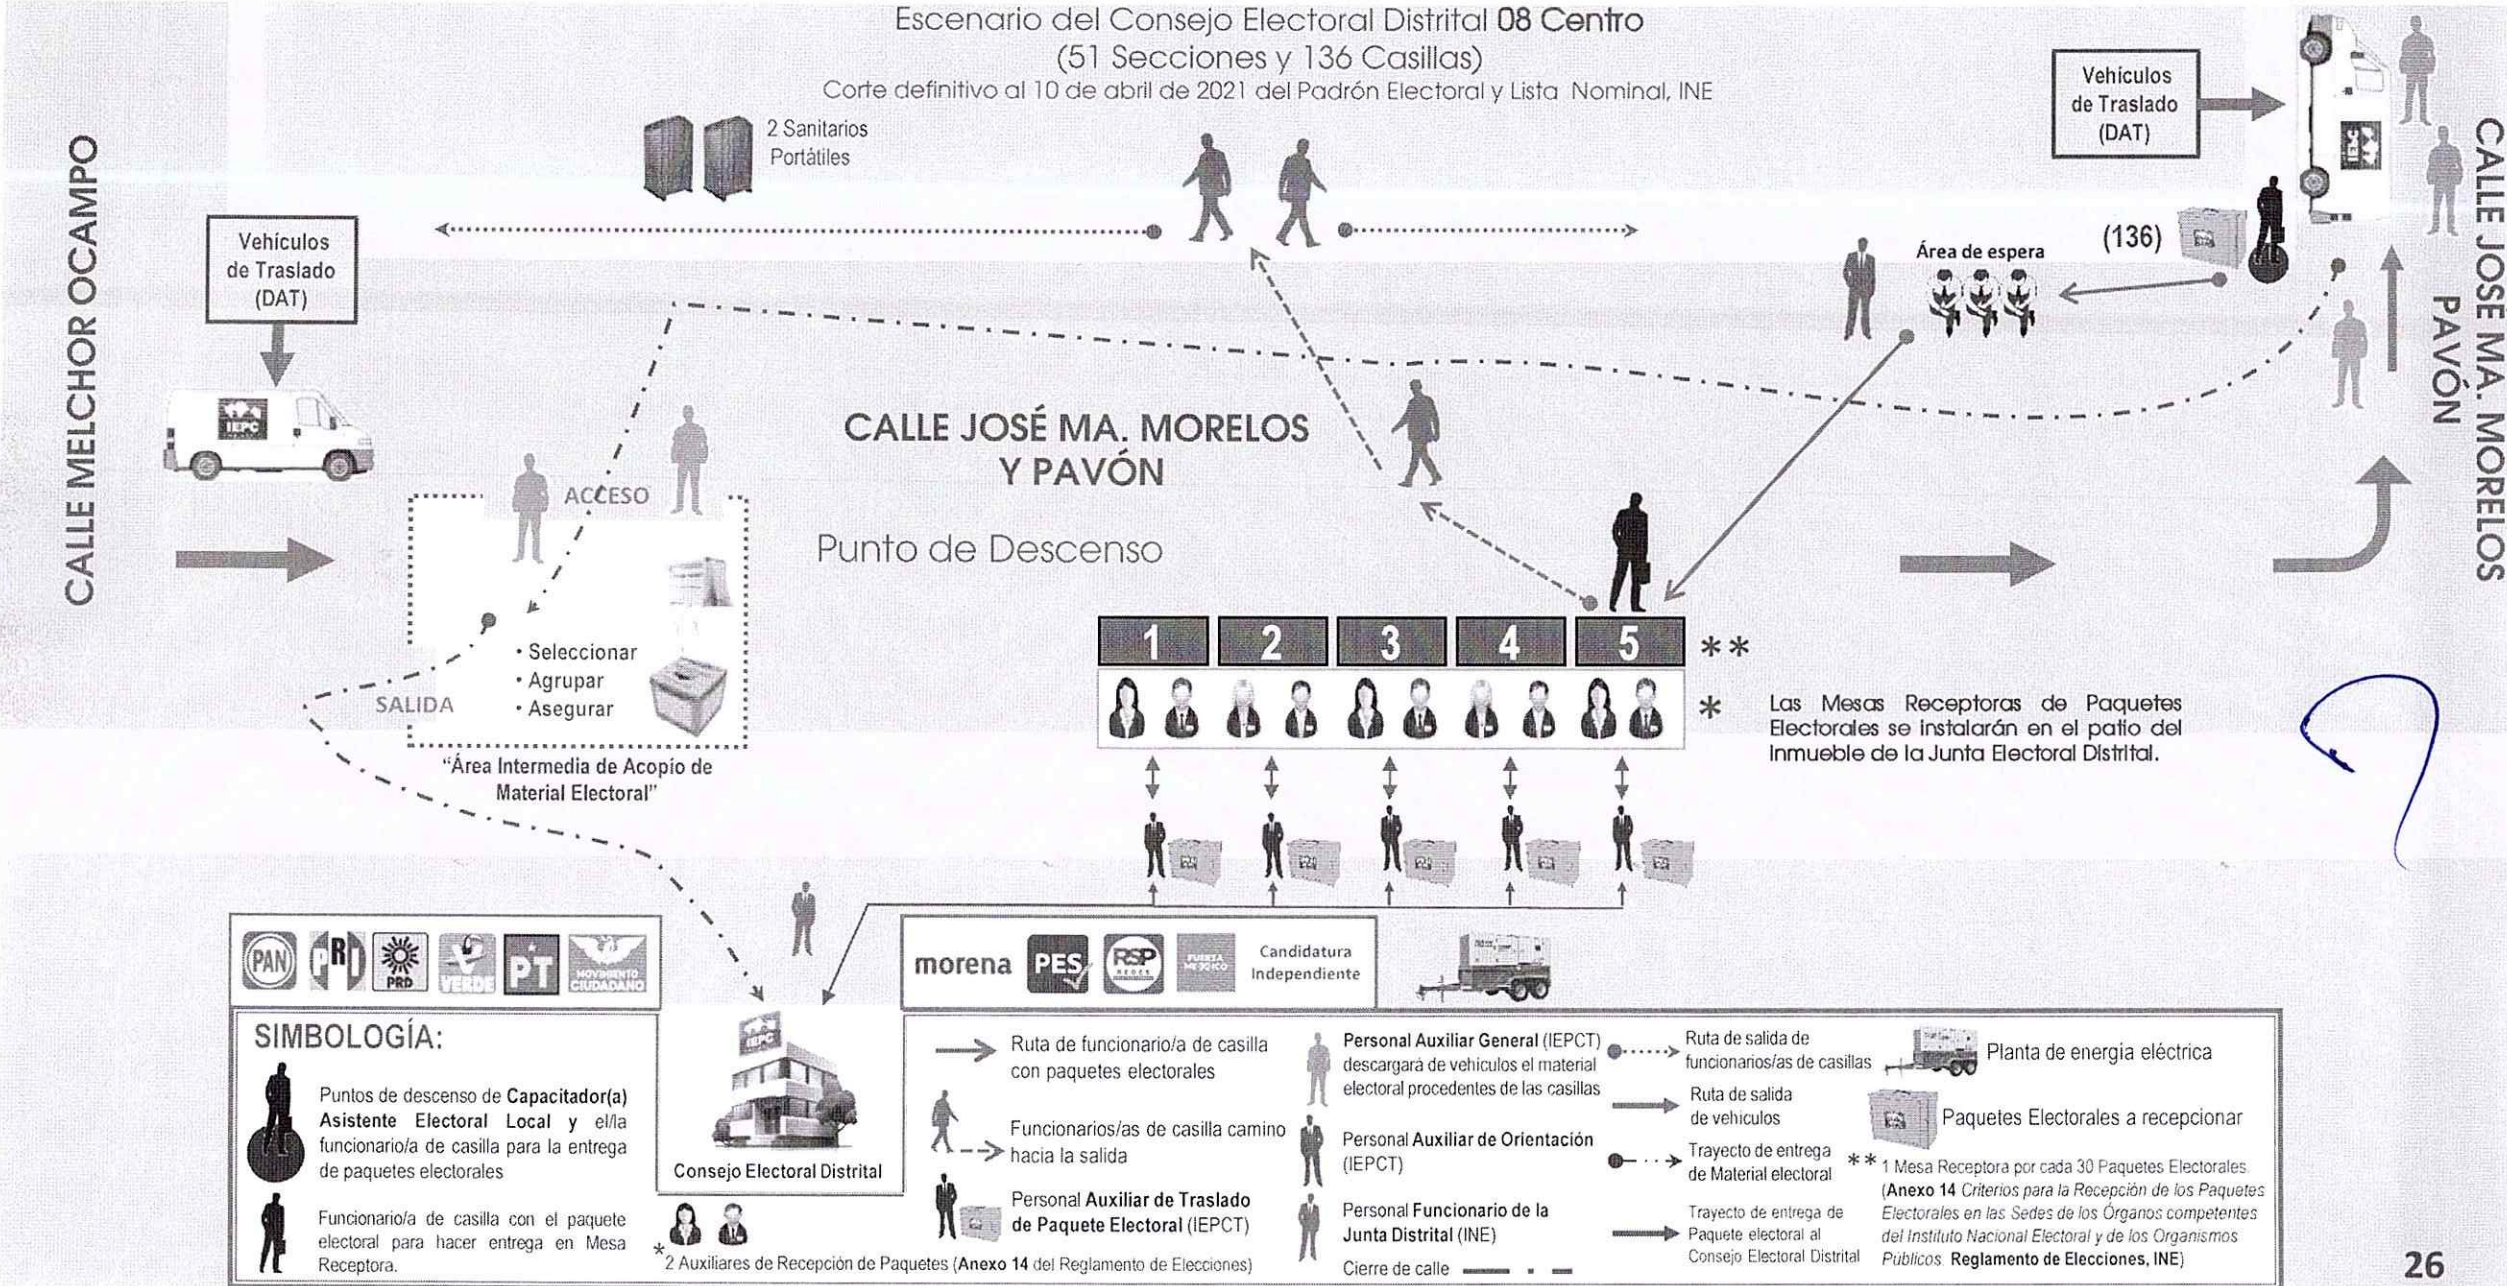 Escenario del Consejo Electoral Distrital 08 Centro
(51 Secciones y 136 Casillas)
Corte definitivo al 10 de abril de 2021 del Padrón Electoral y Lista Nominal, INE
CALLE MELCHOR OCAMPO
2 Sanitarios
Portátiles
Vehículos
de Traslado
(DAT)
Vehículos
de Traslado
(DAT)
IEPC
IEPC
CALLE JOSE MA. MORELOS
PAVÓN
Área de espera
(136)
CALLE JOSÉ MA. MORELOS
Y PAVÓN
Punto de Descenso
ACCESO
• Seleccionar
• Agrupar
• Asegurar
SALIDA
"Área Intermedia de Acopio de
Material Electoral"
1 2 3 4 5 **
* Las Mesas Receptoras de Paquetes
Electorales se instalarán en el patio del
Inmueble de la Junta Electoral Distrital.
PAN PRI PRD VERDE PT MOVIMIENTO
CIUDADANO
morena PES RSP
REDES
FUERZA
MÉXICO
Candidatura
Independiente
SIMBOLOGÍA:
Puntos de descenso de Capacitador(a)
Asistente Electoral Local y el/la
funcionario/a de casilla para la entrega
de paquetes electorales
Funcionario/a de casilla con el paquete
electoral para hacer entrega en Mesa
Receptora.
IEPC
Consejo Electoral Distrital
*2 Auxiliares de Recepción de Paquetes (Anexo 14 del Reglamento de Elecciones)
Ruta de funcionario/a de casilla
con paquetes electorales
Funcionarios/as de casilla camino
hacia la salida
Personal Auxiliar de Traslado
de Paquete Electoral (IEPCT)
Personal Auxiliar General (IEPCT)
descargará de vehículos el material
electoral procedentes de las casillas
Personal Auxiliar de Orientación
(IEPCT)
Personal Funcionario de la
Junta Distrital (INE)
Cierre de calle
Ruta de salida de
funcionarios/as de casillas
Ruta de salida
de vehículos
Trayecto de entrega
de Material electoral
Trayecto de entrega de
Paquete electoral al
Consejo Electoral Distrital
Planta de energía eléctrica
Paquetes Electorales a recepcionar
** 1 Mesa Receptora por cada 30 Paquetes Electorales.
(Anexo 14 Criterios para la Recepción de los Paquetes
Electorales en las Sedes de los Órganos competentes
del Instituto Nacional Electoral y de los Organismos
Públicos. Reglamento de Elecciones, INE)
26